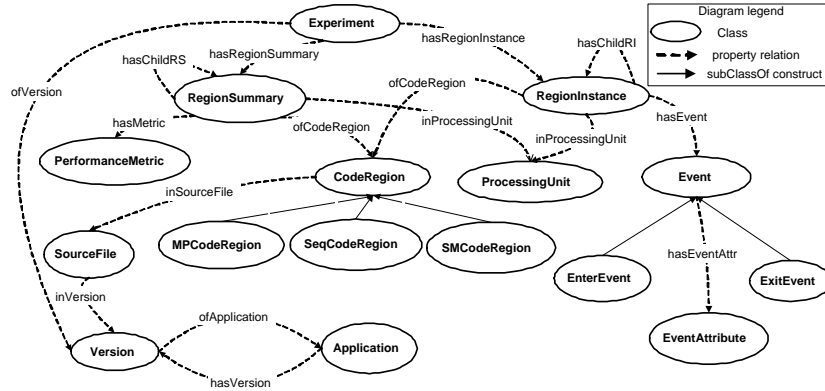 Diagram legend
Class
property relation
subClassOf construct
Experiment
hasChildRS
hasRegionSummary
hasRegionInstance
hasChildRI
ofVersion
RegionSummary
ofCodeRegion
RegionInstance
hasMetric
ofCodeRegion
inProcessingUnit
inProcessingUnit
hasEvent
PerformanceMetric
CodeRegion
ProcessingUnit
Event
inSourceFile
SourceFile
MPCodeRegion
SeqCodeRegion
SMCodeRegion
hasEventAttr
EnterEvent
ExitEvent
inVersion
ofApplication
Version
Application
EventAttribute
hasVersion